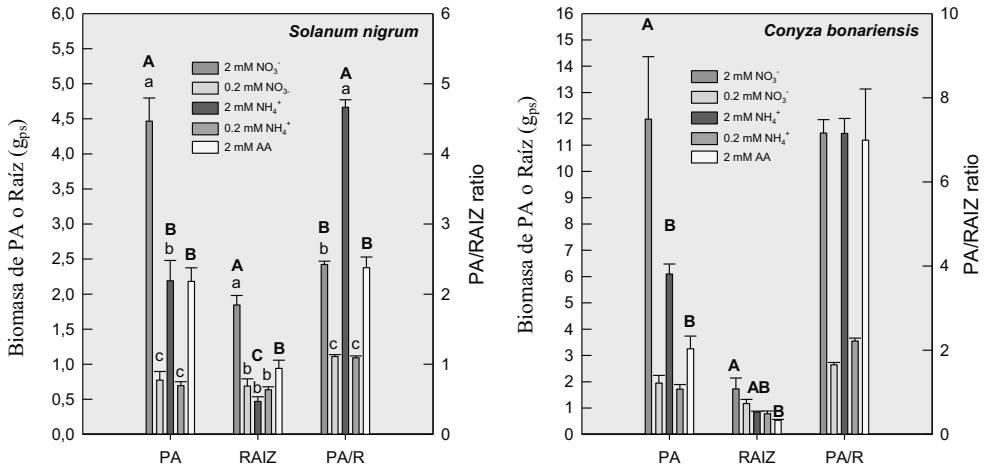 Solanum nigrum
Biomasa de PA o Raíz (g_ps)
6,0
5,5
5,0
4,5
4,0
3,5
3,0
2,5
2,0
1,5
1,0
0,5
0,0
2 mM NO₃⁻
0.2 mM NO₃-
2 mM NH₄⁺
0.2 mM NH₄⁺
2 mM AA
A
a
c
B
b
c
B
A
a
b
C
b
b
B
B
b
c
A
a
c
B
PA
RAIZ
PA/R
6
5
4
3
2
1
0
PA/RAIZ ratio
Conyza bonariensis
Biomasa de PA o Raíz (g_ps)
16
15
14
13
12
11
10
9
8
7
6
5
4
3
2
1
0
2 mM NO₃⁻
0.2 mM NO₃⁻
2 mM NH₄⁺
0.2 mM NH₄⁺
2 mM AA
A
B
B
A
AB
B
PA
RAIZ
PA/R
10
8
6
4
2
0
PA/RAIZ ratio